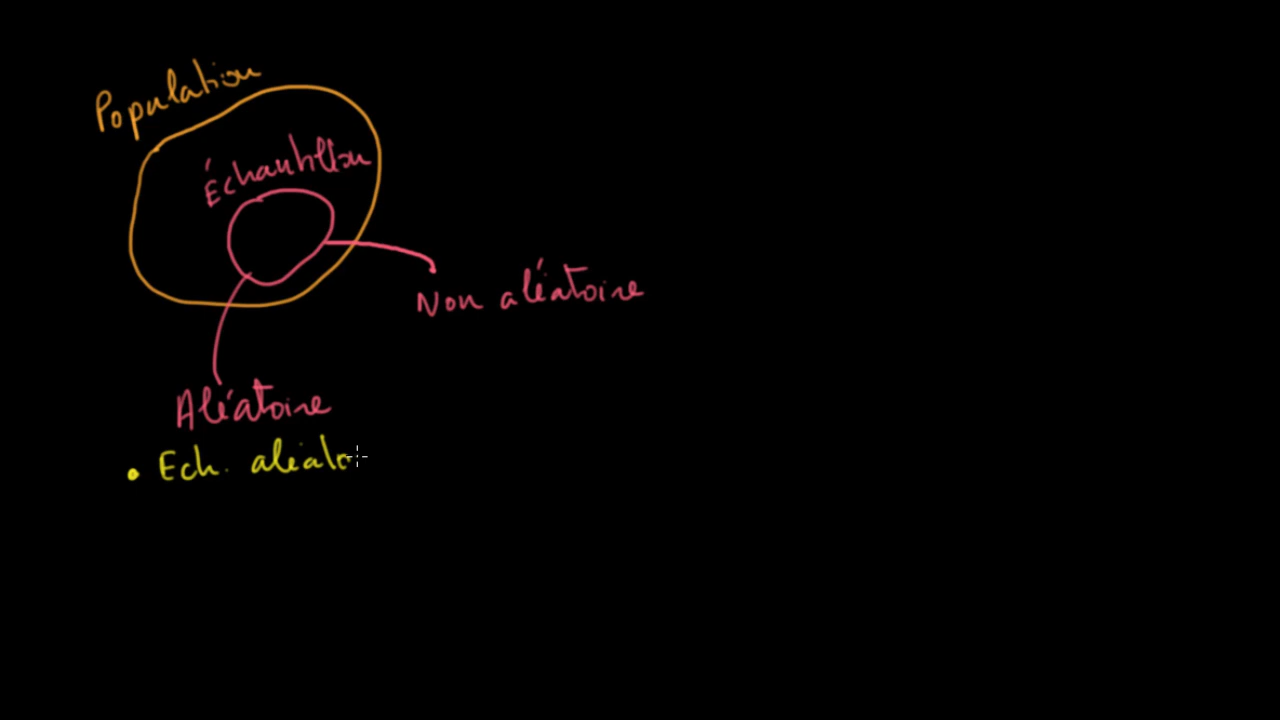 Population
Échantillon
Non aléatoire
Aléatoire
• Ech. aléato